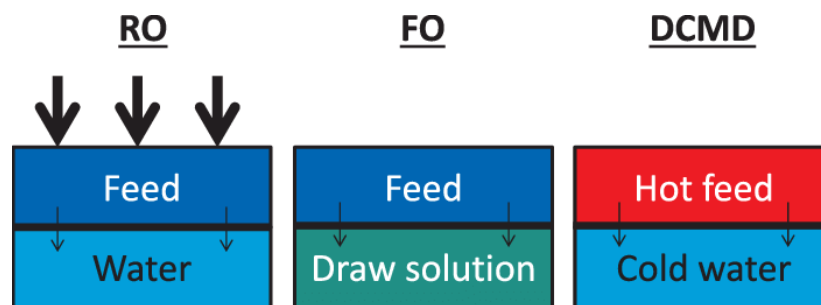 RO
FO
DCMD
Feed
Feed
Hot feed
Water
Draw solution
Cold water